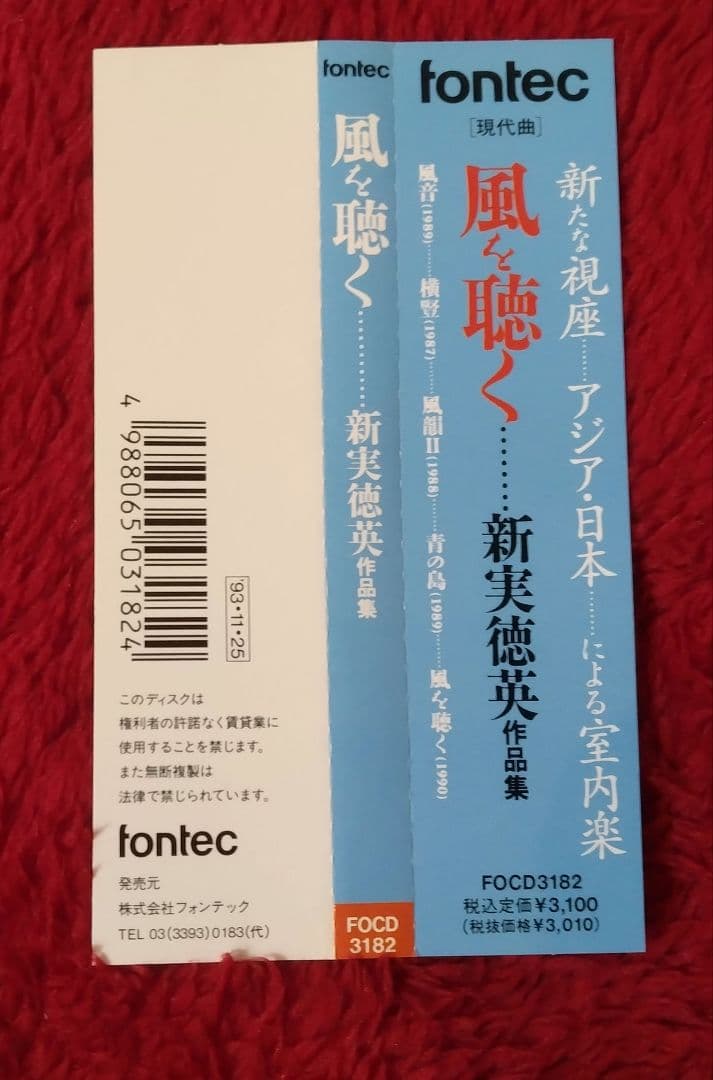 fontec
[現代曲]
新たな視座………アジア・日本………による室内楽
風を聴く…………新実徳英作品集
風音(1989)………横豎(1987)………風韻II(1988)………青の島(1989)………風を聴く(1990)
FOCD3182
税込定価¥3,100
(税抜価格¥3,010)
fontec
風を聴く…………新実徳英作品集
FOCD
3182
4 988065 031824
'93・11・25
このディスクは
権利者の許諾なく賃貸業に
使用することを禁じます。
また無断複製は
法律で禁じられています。
fontec
発売元
株式会社フォンテック
TEL 03(3393)0183(代)